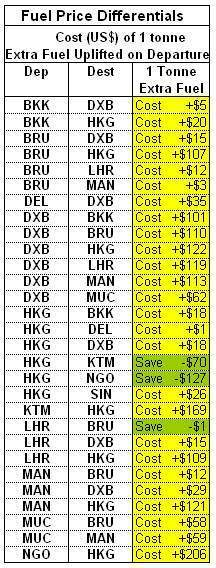 Fuel Price Differentials
Cost (US$) of 1 tonne
Extra Fuel Uplifted on Departure
Dep Dest 1 Tonne
Extra Fuel
BKK DXB Cost +$5
BKK HKG Cost +$20
BRU DXB Cost +$15
BRU HKG Cost +$107
BRU LHR Cost +$12
BRU MAN Cost +$3
DEL DXB Cost +$35
DXB BKK Cost +$101
DXB BRU Cost +$110
DXB HKG Cost +$122
DXB LHR Cost +$119
DXB MAN Cost +$113
DXB MUC Cost +$62
HKG BKK Cost +$18
HKG DEL Cost +$1
HKG DXB Cost +$18
HKG KTM Save -$70
HKG NGO Save -$127
HKG SIN Cost +$26
KTM HKG Cost +$169
LHR BRU Save -$1
LHR DXB Cost +$15
LHR HKG Cost +$109
MAN BRU Cost +$12
MAN DXB Cost +$29
MAN HKG Cost +$121
MUC BRU Cost +$58
MUC MAN Cost +$59
NGO HKG Cost +$206